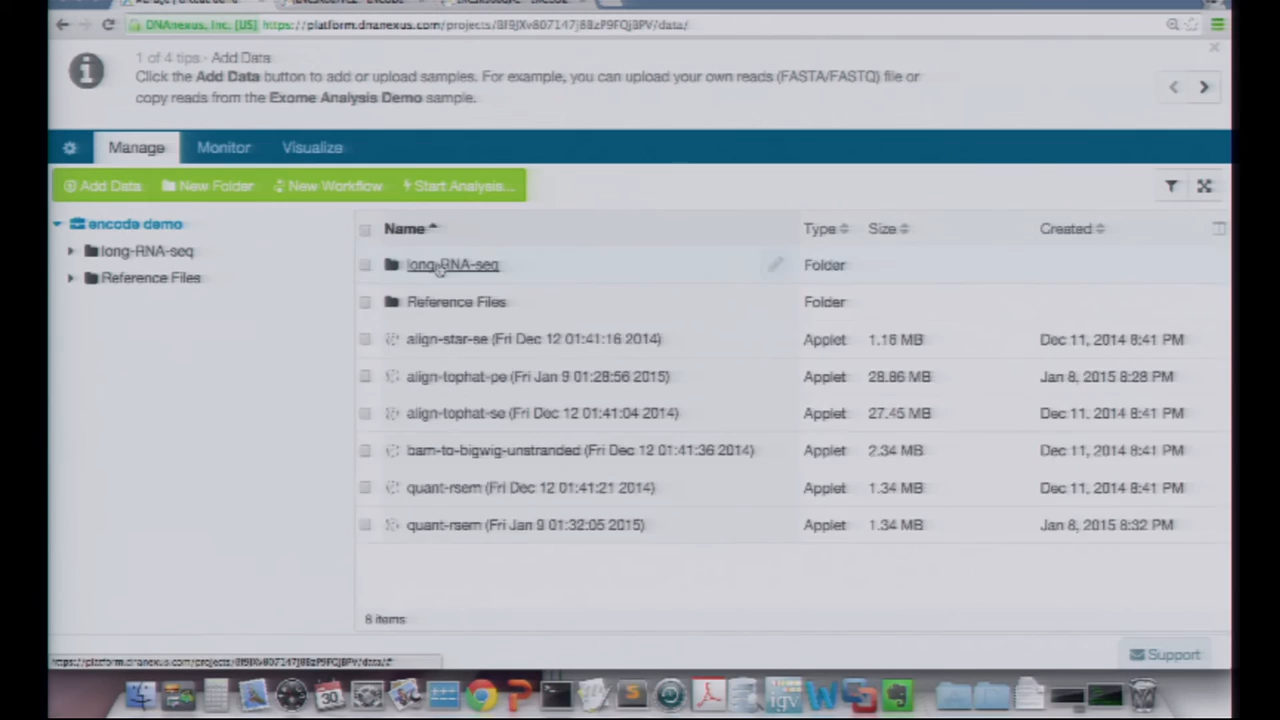 DNAnexus, Inc. [US] https://platform.dnanexus.com/projects/
1 of 4 tips - Add Data
Click the Add Data button to add or upload samples. For example, you can upload your own reads (FASTA/FASTQ) file or
copy reads from the Exome Analysis Demo sample.
Manage Monitor Visualize
Add Data New Folder New Workflow Start Analysis...
encode demo
long-RNA-seq
Reference Files
Name Type Size Created
long-RNA-seq Folder
Reference Files Folder
align-star-se (Fri Dec 12 01:41:16 2014) Applet 1.16 MB Dec 11, 2014 8:41 PM
align-tophat-pe (Fri Jan 9 01:28:56 2015) Applet 28.86 MB Jan 8, 2015 8:28 PM
align-tophat-se (Fri Dec 12 01:41:04 2014) Applet 27.45 MB Dec 11, 2014 8:41 PM
bam-to-bigwig-unstranded (Fri Dec 12 01:41:36 2014) Applet 2.34 MB Dec 11, 2014 8:41 PM
quant-rsem (Fri Dec 12 01:41:21 2014) Applet 1.34 MB Dec 11, 2014 8:41 PM
quant-rsem (Fri Jan 9 01:32:05 2015) Applet 1.34 MB Jan 8, 2015 8:32 PM
8 items
Support
igv